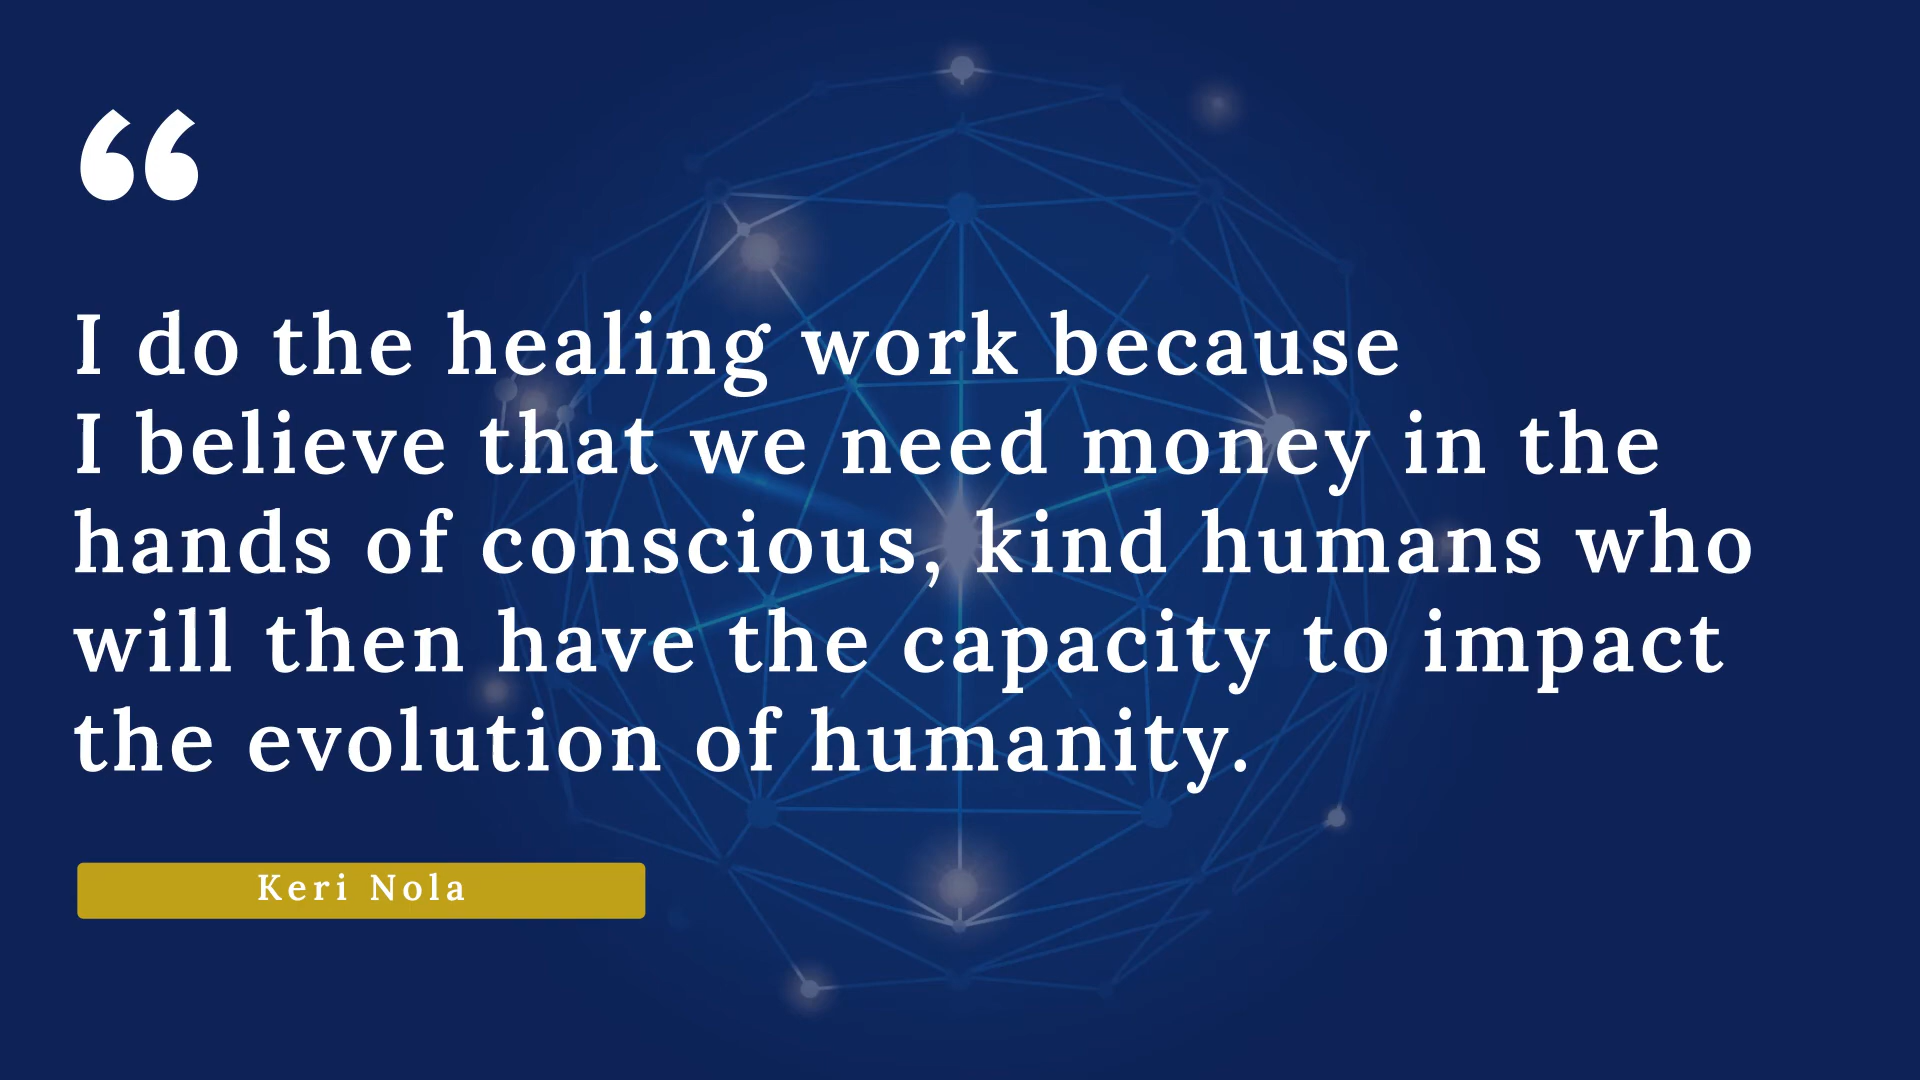 “
I do the healing work because
I believe that we need money in the
hands of conscious, kind humans who
will then have the capacity to impact
the evolution of humanity.
Keri Nola